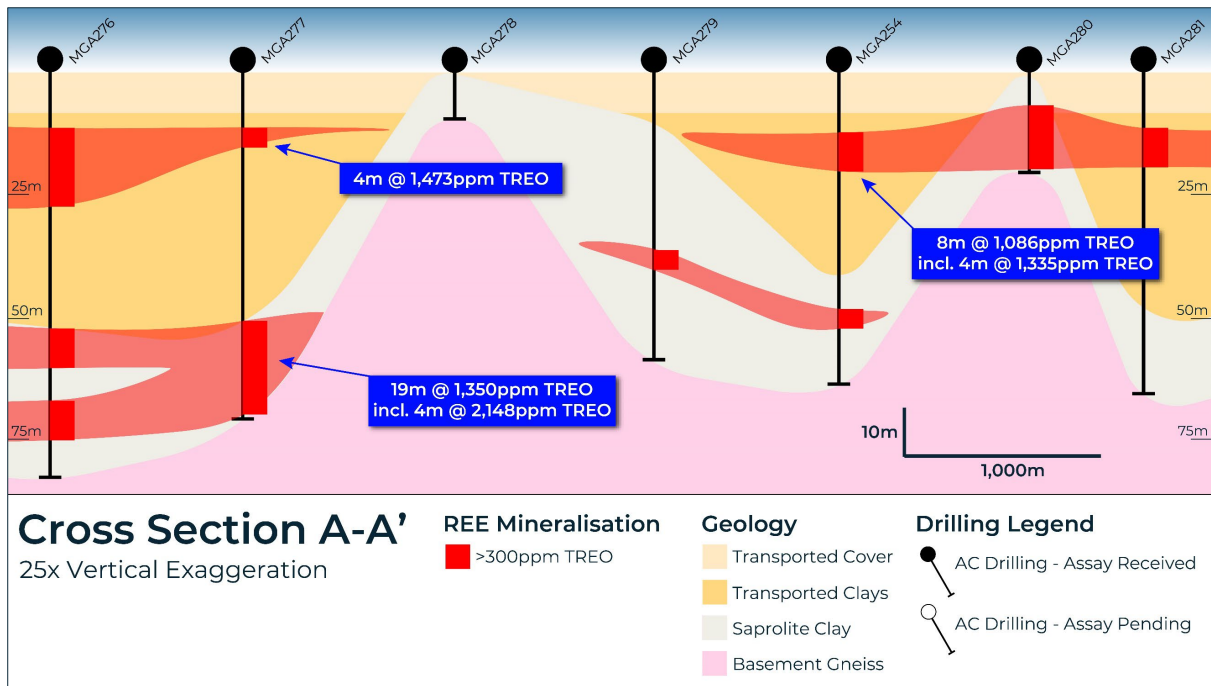 MGA276
MGA277
MGA278
MGA279
MGA254
MGA280
MGA281
4m @ 1,473ppm TREO
25m
25m
8m @ 1,086ppm TREO
incl. 4m @ 1,335ppm TREO
50m
50m
19m @ 1,350ppm TREO
incl. 4m @ 2,148ppm TREO
75m
10m
75m
1,000m
Cross Section A-A’
25x Vertical Exaggeration
REE Mineralisation
>300ppm TREO
Geology
Transported Cover
Transported Clays
Saprolite Clay
Basement Gneiss
Drilling Legend
AC Drilling - Assay Received
AC Drilling - Assay Pending